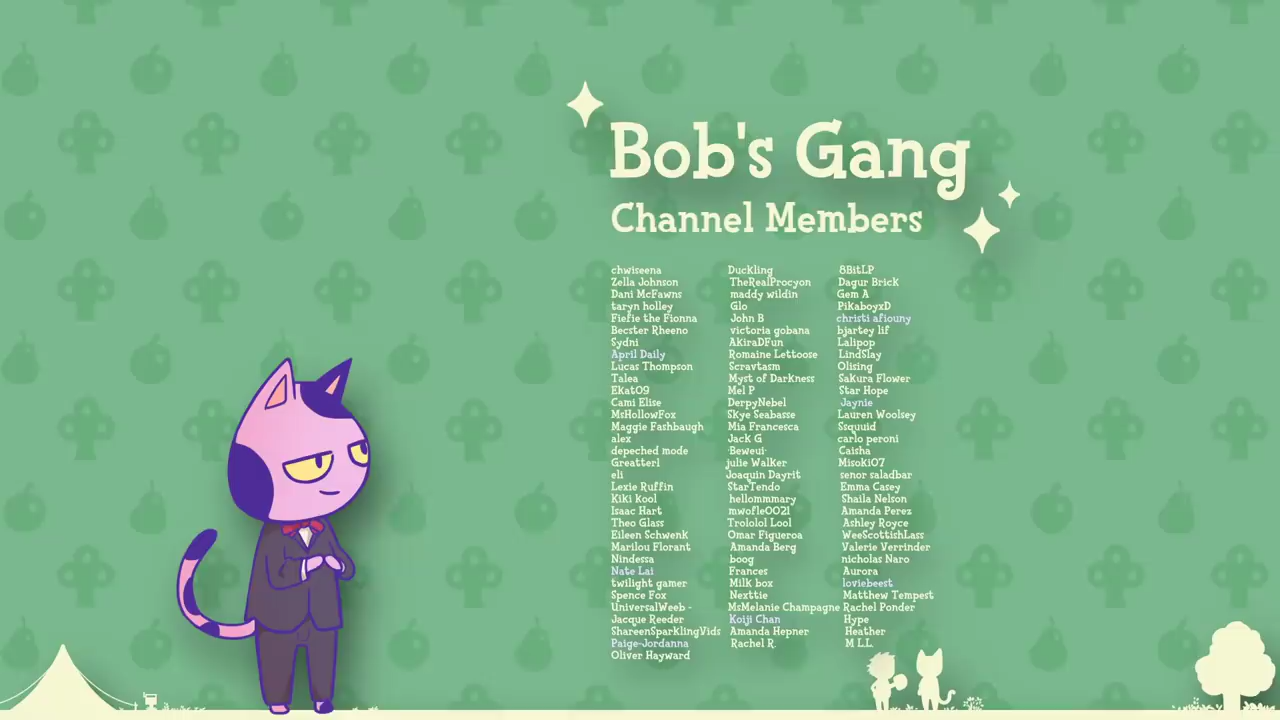 Bob's Gang
Channel Members
chwiseena
Zella Johnson
Dani McFawns
taryn holley
Fiefie the Fionna
Becster Rheeno
Sydni
April Daily
Lucas Thompson
Talea
Ekat09
Cami Elise
MsHollowFox
Maggie Fashbaugh
alex
depeched mode
Greatterl
eli
Lexie Ruffin
Kiki Kool
Isaac Hart
Theo Glass
Eileen Schwenk
Marilou Florant
Nindessa
Nate Lai
twilight gamer
Spence Fox
UniversalWeeb -
Jacque Reeder
ShareenSparklingVids
Paige-Jordanna
Oliver Hayward
Duckling
TheRealProcyon
maddy wildin
Glo
John B
victoria gobana
AkiraDFun
Romaine Lettoose
Scravtasm
Myst of Darkness
Mel P
DerpyNebel
Skye Seabasse
Mia Francesca
Jack G
·Beweui·
julie Walker
Joaquin Dayrit
StarTendo
hellommmary
mwofle0021
Trololol Lool
Omar Figueroa
Amanda Berg
boog
Frances
Milk box
Nexttie
MsMelanie Champagne
Koiji Chan
Amanda Hepner
Rachel R.
8BitLP
Dagur Brick
Gem A
PikaboyxD
christi afiouny
bjartey lif
Lalipop
LindSlay
Olising
Sakura Flower
Star Hope
Jaynie
Lauren Woolsey
Ssquuid
carlo peroni
Caisha
Misoki07
senor saladbar
Emma Casey
Shaila Nelson
Amanda Perez
Ashley Royce
WeeScottishLass
Valerie Verrinder
nicholas Naro
Aurora
loviebeest
Matthew Tempest
Rachel Ponder
Hype
Heather
M L.L.